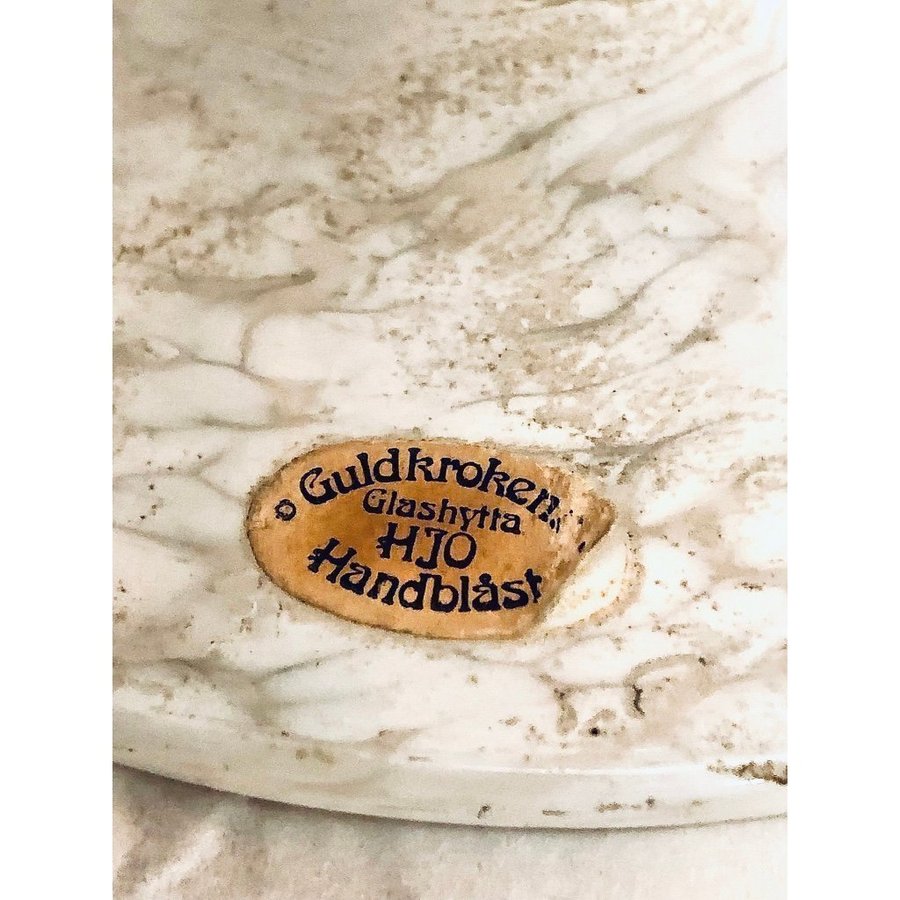 Guldkroken
Glashytta
HJO
Handblåst